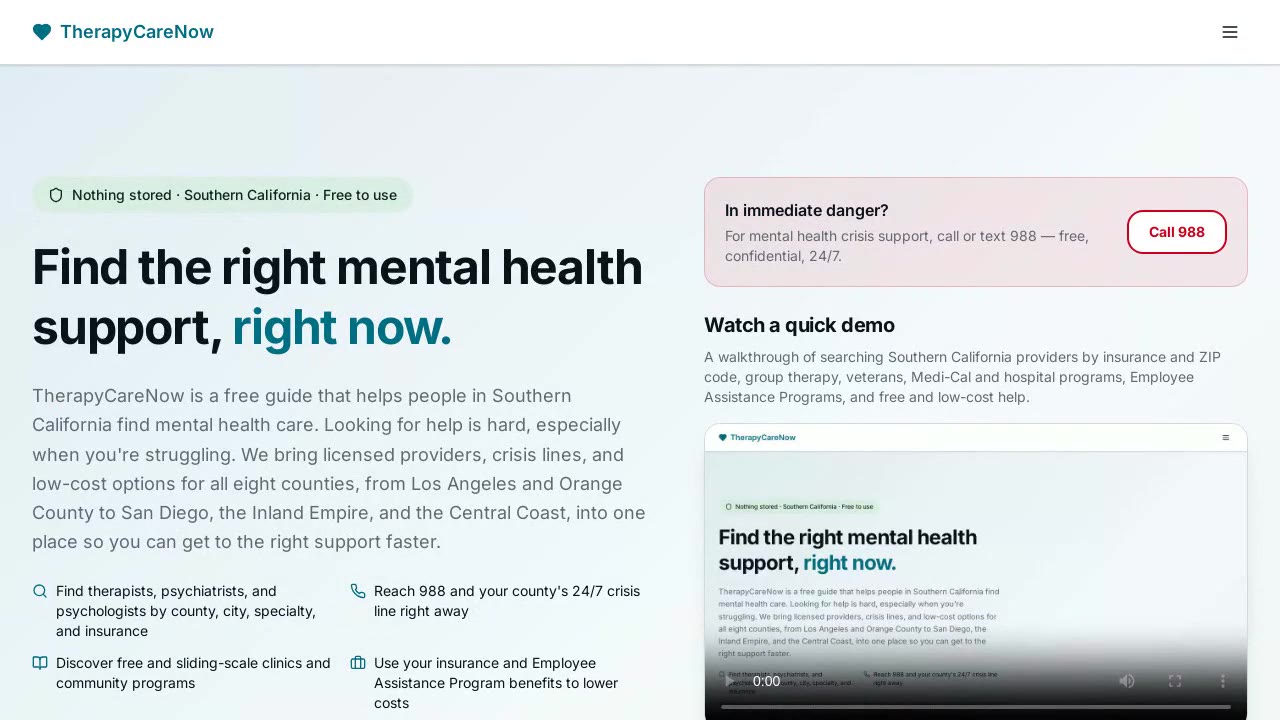 TherapyCareNow
Nothing stored · Southern California · Free to use
Find the right mental health
support, right now.
TherapyCareNow is a free guide that helps people in Southern
California find mental health care. Looking for help is hard, especially
when you're struggling. We bring licensed providers, crisis lines, and
low-cost options for all eight counties, from Los Angeles and Orange
County to San Diego, the Inland Empire, and the Central Coast, into one
place so you can get to the right support faster.
Find therapists, psychiatrists, and
psychologists by county, city, specialty,
and insurance
Reach 988 and your county's 24/7 crisis
line right away
Discover free and sliding-scale clinics and
community programs
Use your insurance and Employee
Assistance Program benefits to lower
costs
In immediate danger?
For mental health crisis support, call or text 988 — free,
confidential, 24/7.
Call 988
Watch a quick demo
A walkthrough of searching Southern California providers by insurance and ZIP
code, group therapy, veterans, Medi-Cal and hospital programs, Employee
Assistance Programs, and free and low-cost help.
TherapyCareNow
Nothing stored · Southern California · Free to use
Find the right mental health
support, right now.
TherapyCareNow is a free guide that helps people in Southern California find
mental health care. Looking for help is hard, especially when you're
struggling. We bring licensed providers, crisis lines, and low-cost options for
all eight counties, from Los Angeles and Orange County to San Diego, the
Inland Empire, and the Central Coast, into one place so you can get to the
right support faster.
Find therapists, psychiatrists, and
county, city, specialty, and
Reach 988 and your county's 24/7 crisis line
right away
0:00